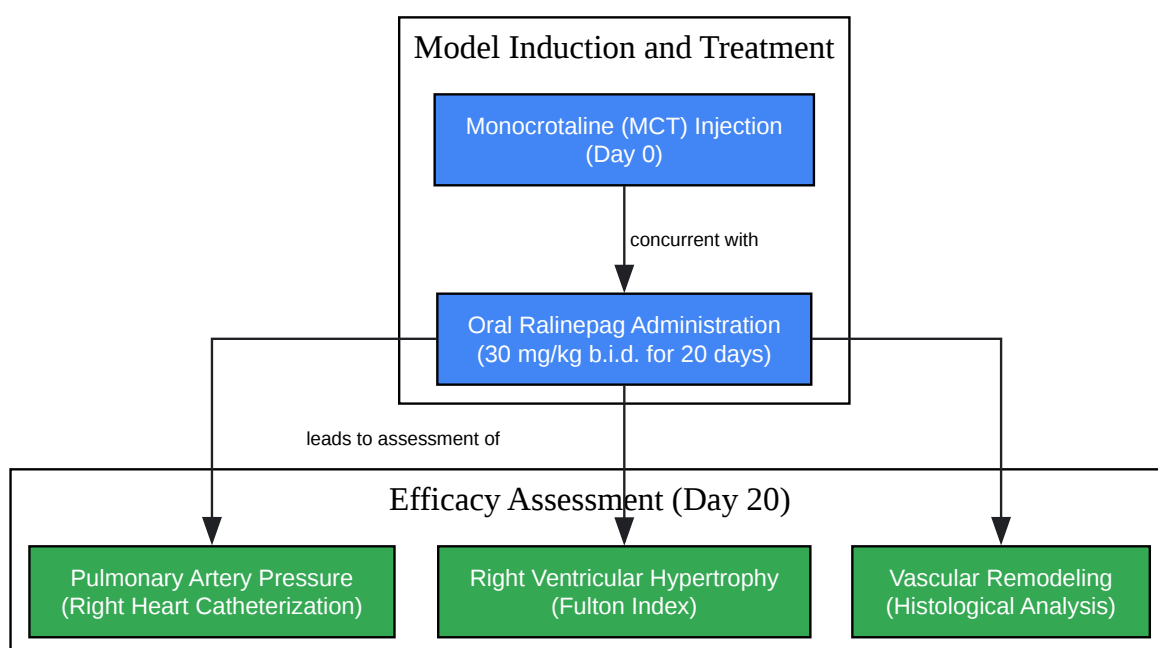 Model Induction and Treatment
Monocrotaline (MCT) Injection
(Day 0)
concurrent with
Oral Ralinepag Administration
(30 mg/kg b.i.d. for 20 days)
leads to assessment of
Efficacy Assessment (Day 20)
Pulmonary Artery Pressure
(Right Heart Catheterization)
Right Ventricular Hypertrophy
(Fulton Index)
Vascular Remodeling
(Histological Analysis)